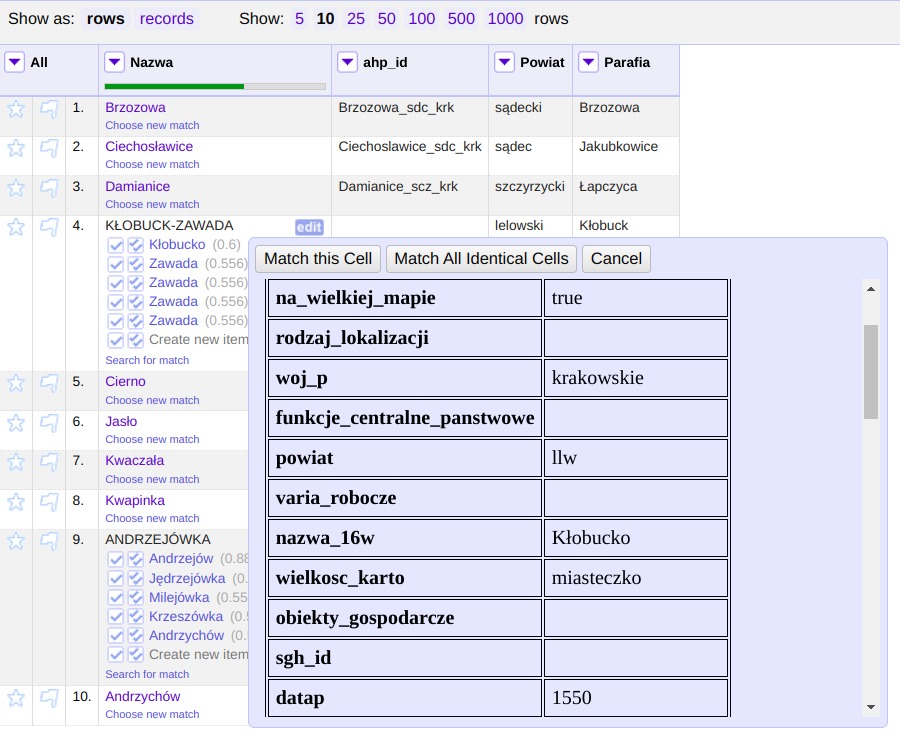 Show as: rows records Show: 5 10 25 50 100 500 1000 rows
All Nazwa ahp_id Powiat Parafia
1. Brzozowa Brzozowa_sdc_krk sądecki Brzozowa
Choose new match
2. Ciechosławice Ciechoslawice_sdc_krk sądec Jakubkowice
Choose new match
3. Damianice Damianice_scz_krk szczyrzycki Łapczyca
Choose new match
4. KŁOBUCK-ZAWADA edit lelowski Kłobuck
Kłobucko (0.6)
Zawada (0.556)
Zawada (0.556)
Zawada (0.556)
Zawada (0.556)
Create new item
Search for match
5. Cierno
Choose new match
6. Jasło
Choose new match
7. Kwaczała
Choose new match
8. Kwapinka
Choose new match
9. ANDRZEJÓWKA
Andrzejów (0.88
Jędrzejówka (0.
Milejówka (0.55
Krzeszówka (0.5
Andrzychów (0.
Create new item
Search for match
10. Andrzychów
Choose new match
Match this Cell Match All Identical Cells Cancel
na_wielkiej_mapie true
rodzaj_lokalizacji
woj_p krakowskie
funkcje_centralne_panstwowe
powiat llw
varia_robocze
nazwa_16w Kłobucko
wielkosc_karto miasteczko
obiekty_gospodarcze
sgh_id
datap 1550